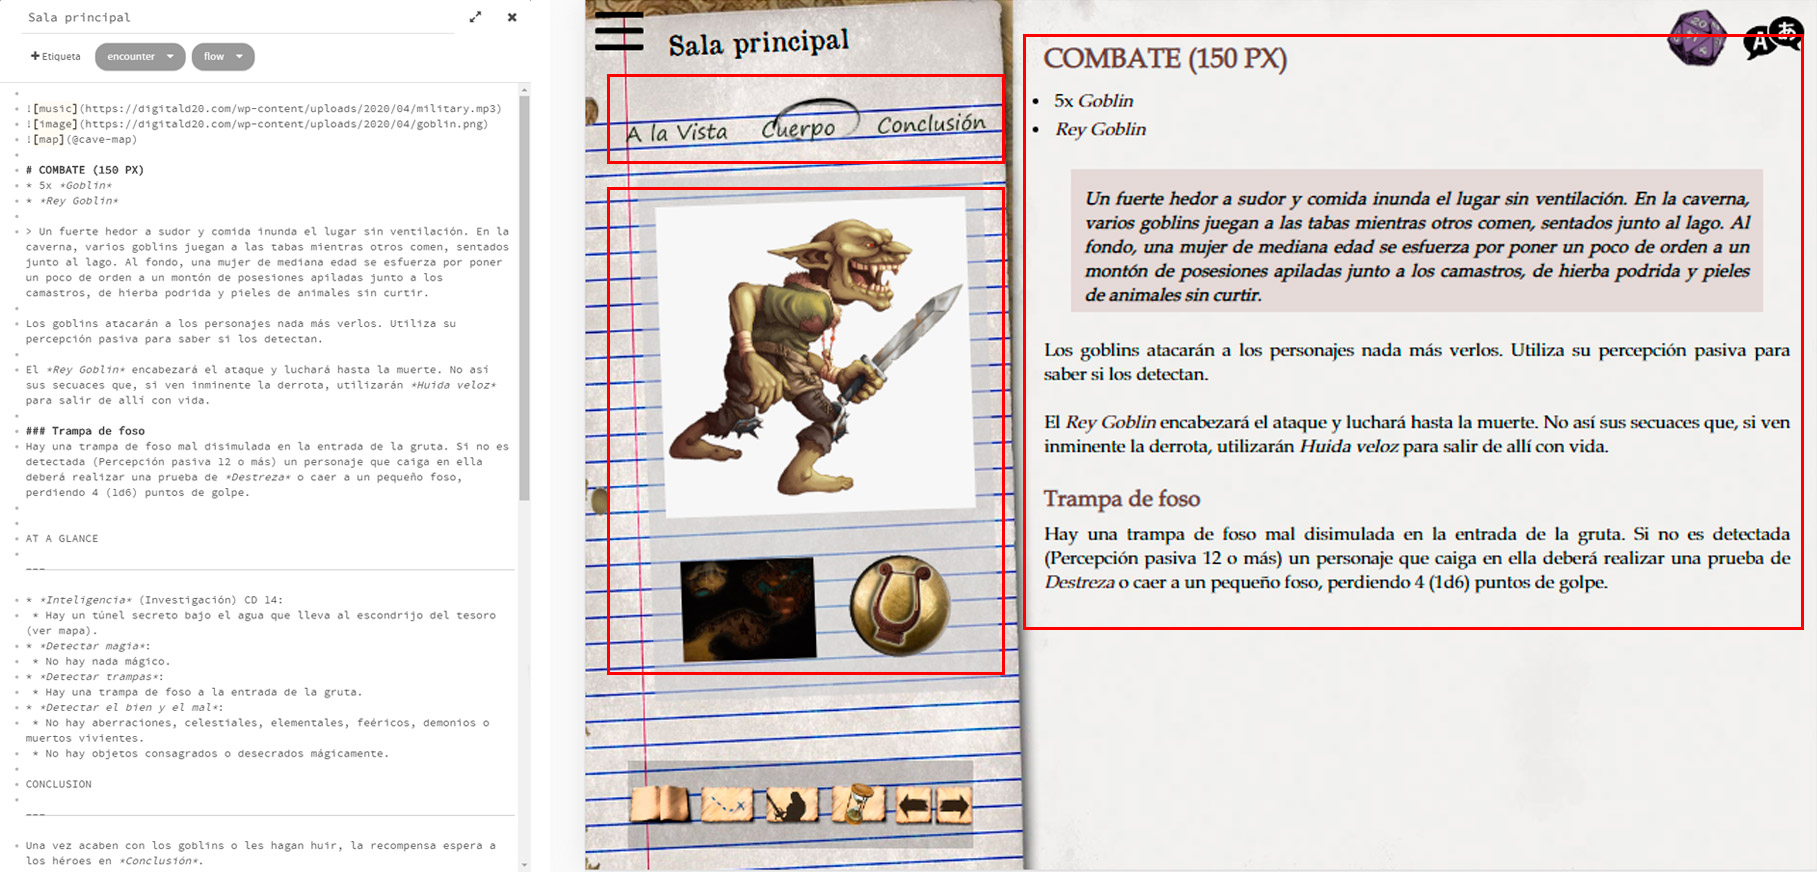 Sala principal
Etiqueta
encounter
flow
![music](https://digitald20.com/wp-content/uploads/2020/04/military.mp3)
![image](https://digitald20.com/wp-content/uploads/2020/04/goblin.png)
![map](@cave-map)
# COMBATE (150 PX)
* 5x *Goblin*
* *Rey Goblin*
> Un fuerte hedor a sudor y comida inunda el lugar sin ventilación. En la
caverna, varios goblins juegan a las tabas mientras otros comen, sentados
junto al lago. Al fondo, una mujer de mediana edad se esfuerza por poner
un poco de orden a un montón de posesiones apiladas junto a los
camastros, de hierba podrida y pieles de animales sin curtir.
Los goblins atacarán a los personajes nada más verlos. Utiliza su
percepción pasiva para saber si los detectan.
El *Rey Goblin* encabezará el ataque y luchará hasta la muerte. No así
sus secuaces que, si ven inminente la derrota, utilizarán *Huida veloz*
para salir de allí con vida.
### Trampa de foso
Hay una trampa de foso mal disimulada en la entrada de la gruta. Si no es
detectada (Percepción pasiva 12 o más) un personaje que caiga en ella
deberá realizar una prueba de *Destreza* o caer a un pequeño foso,
perdiendo 4 (1d6) puntos de golpe.
AT A GLANCE
---
* *Inteligencia* (Investigación) CD 14:
* Hay un túnel secreto bajo el agua que lleva al escondrijo del tesoro
(ver mapa).
* *Detectar magia*:
* No hay nada mágico.
* *Detectar trampas*:
* Hay una trampa de foso a la entrada de la gruta.
* *Detectar el bien y el mal*:
* No hay aberraciones, celestiales, elementales, feéricos, demonios o
muertos vivientes.
* No hay objetos consagrados o desecrados mágicamente.
CONCLUSION
---
Una vez acaben con los goblins o les hagan huir, la recompensa espera a
los héroes en *Conclusión*.
Sala principal
A la Vista Cuerpo Conclusión
20
A あ
COMBATE (150 PX)
• 5x Goblin
• Rey Goblin
Un fuerte hedor a sudor y comida inunda el lugar sin ventilación. En la caverna,
varios goblins juegan a las tabas mientras otros comen, sentados junto al lago. Al
fondo, una mujer de mediana edad se esfuerza por poner un poco de orden a un
montón de posesiones apiladas junto a los camastros, de hierba podrida y pieles
de animales sin curtir.
Los goblins atacarán a los personajes nada más verlos. Utiliza su percepción pasiva para
saber si los detectan.
El Rey Goblin encabezará el ataque y luchará hasta la muerte. No así sus secuaces que, si ven
inminente la derrota, utilizarán Huida veloz para salir de allí con vida.
Trampa de foso
Hay una trampa de foso mal disimulada en la entrada de la gruta. Si no es detectada
(Percepción pasiva 12 o más) un personaje que caiga en ella deberá realizar una prueba de
Destreza o caer a un pequeño foso, perdiendo 4 (1d6) puntos de golpe.